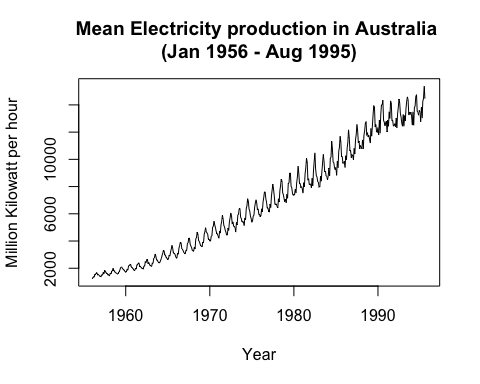 Mean Electricity production in Australia
(Jan 1956 - Aug 1995)
Million Kilowatt per hour
10000
6000
2000
1960 1970 1980 1990
Year